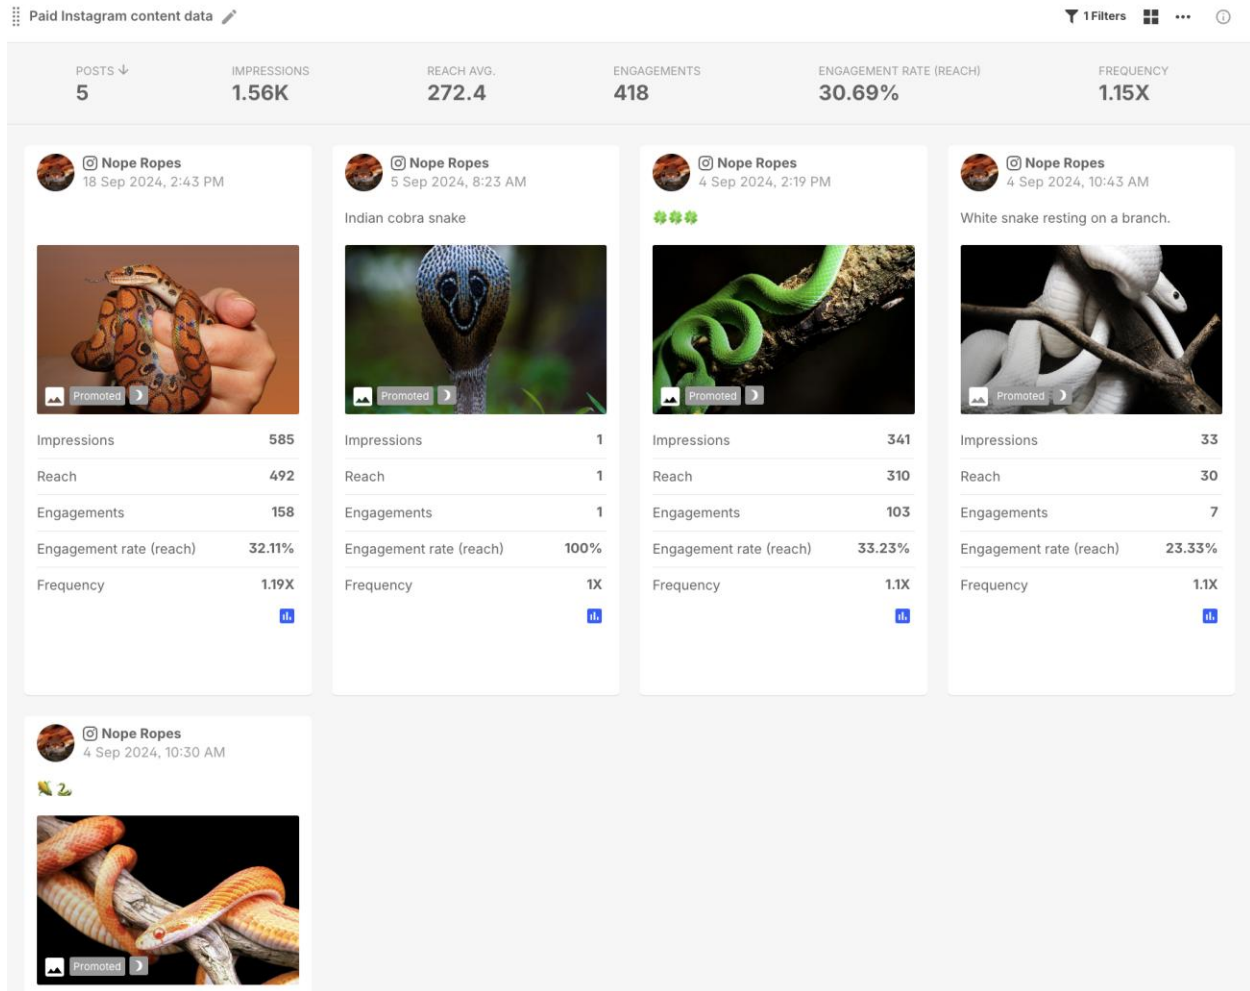 Paid Instagram content data
1 Filters
POSTS
IMPRESSIONS
REACH AVG.
ENGAGEMENTS
ENGAGEMENT RATE (REACH)
FREQUENCY
5
1.56K
272.4
418
30.69%
1.15X
Nope Ropes
18 Sep 2024, 2:43 PM
Promoted
Impressions 585
Reach 492
Engagements 158
Engagement rate (reach) 32.11%
Frequency 1.19X
Nope Ropes
5 Sep 2024, 8:23 AM
Indian cobra snake
Promoted
Impressions 1
Reach 1
Engagements 1
Engagement rate (reach) 100%
Frequency 1X
Nope Ropes
4 Sep 2024, 2:19 PM
🍀🍀🍀
Promoted
Impressions 341
Reach 310
Engagements 103
Engagement rate (reach) 33.23%
Frequency 1.1X
Nope Ropes
4 Sep 2024, 10:43 AM
White snake resting on a branch.
Promoted
Impressions 33
Reach 30
Engagements 7
Engagement rate (reach) 23.33%
Frequency 1.1X
Nope Ropes
4 Sep 2024, 10:30 AM
🌽🐍
Promoted